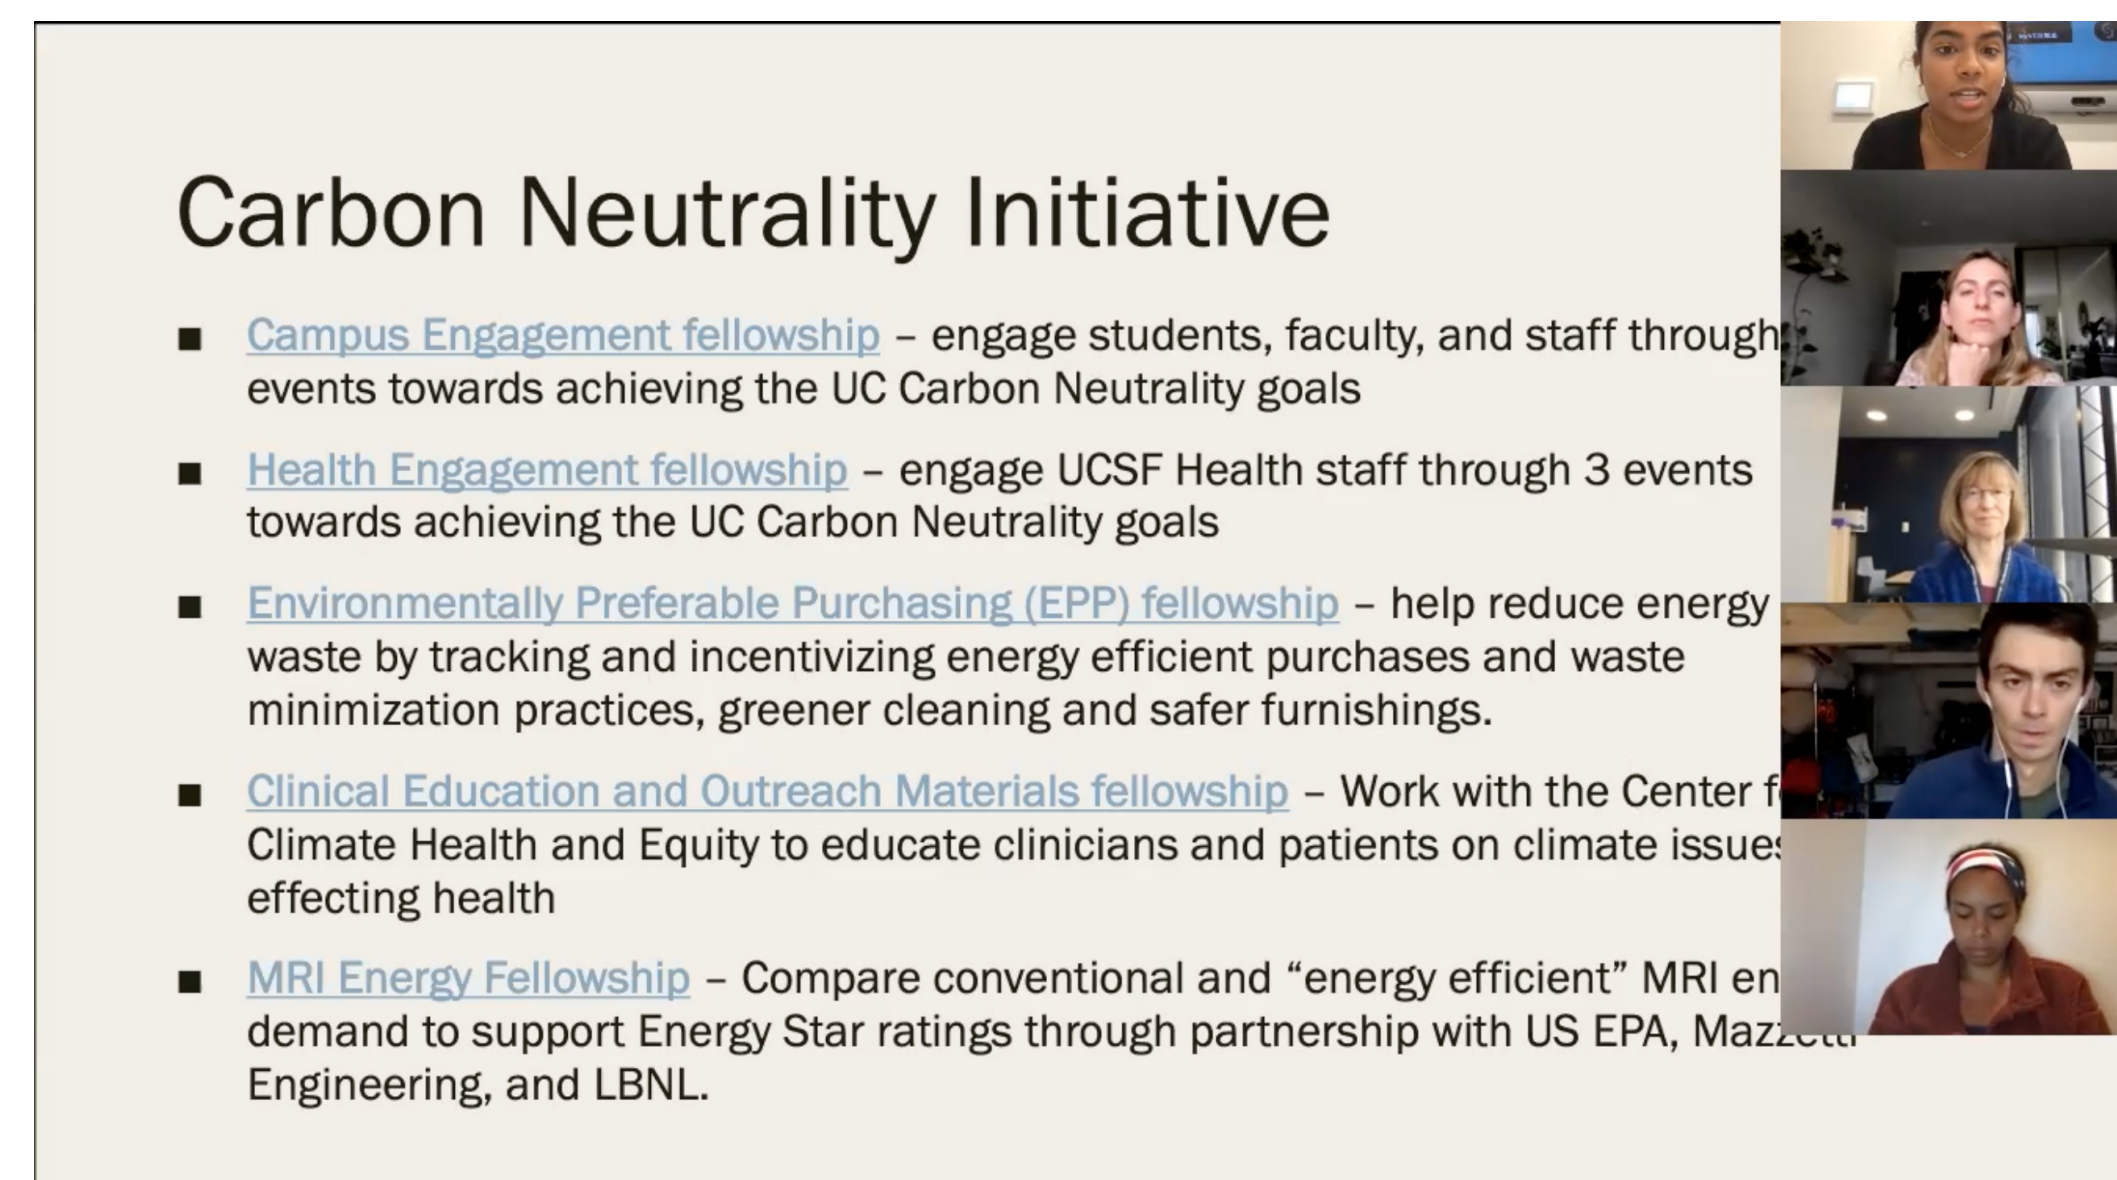 Carbon Neutrality Initiative
■ Campus Engagement fellowship – engage students, faculty, and staff through
events towards achieving the UC Carbon Neutrality goals
■ Health Engagement fellowship – engage UCSF Health staff through 3 events
towards achieving the UC Carbon Neutrality goals
■ Environmentally Preferable Purchasing (EPP) fellowship – help reduce energy
waste by tracking and incentivizing energy efficient purchases and waste
minimization practices, greener cleaning and safer furnishings.
■ Clinical Education and Outreach Materials fellowship – Work with the Center
Climate Health and Equity to educate clinicians and patients on climate issues
effecting health
■ MRI Energy Fellowship – Compare conventional and “energy efficient” MRI
demand to support Energy Star ratings through partnership with US EPA, Mazzetti
Engineering, and LBNL.